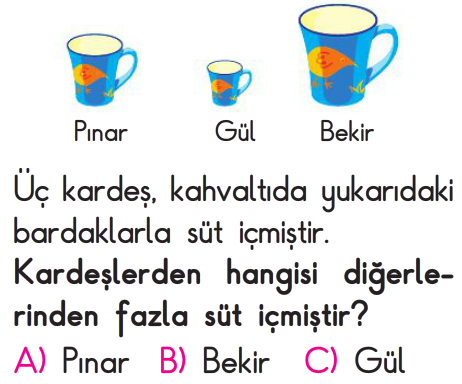 Pınar Gül Bekir
Üç kardeş, kahvaltıda yukarıdaki
bardaklarla süt içmiştir.
Kardeşlerden hangisi diğerle-
rinden fazla süt içmiştir?
A) Pınar B) Bekir C) Gül